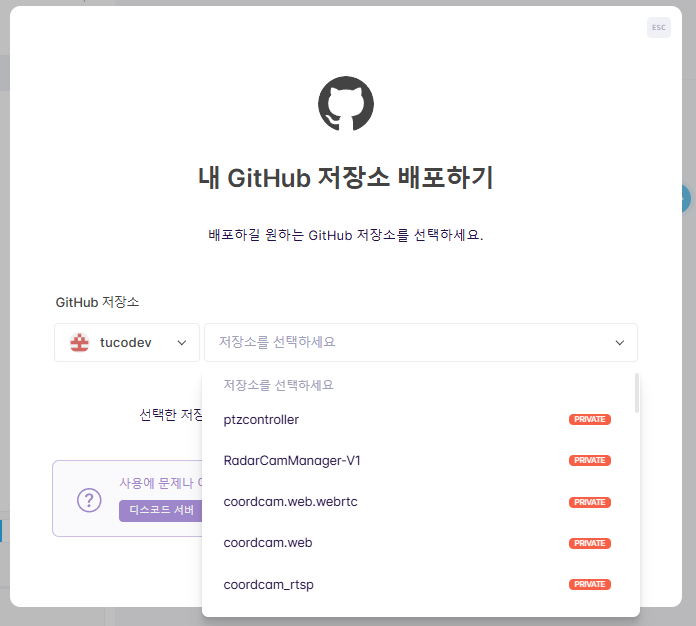 ESC
내 GitHub 저장소 배포하기
배포하길 원하는 GitHub 저장소를 선택하세요.
GitHub 저장소
tucodev
저장소를 선택하세요
저장소를 선택하세요
선택한 저장
ptzcontroller PRIVATE
RadarCamManager-V1 PRIVATE
사용에 문제나
디스코드 서버
coordcam.web.webrtc PRIVATE
coordcam.web PRIVATE
coordcam_rtsp PRIVATE